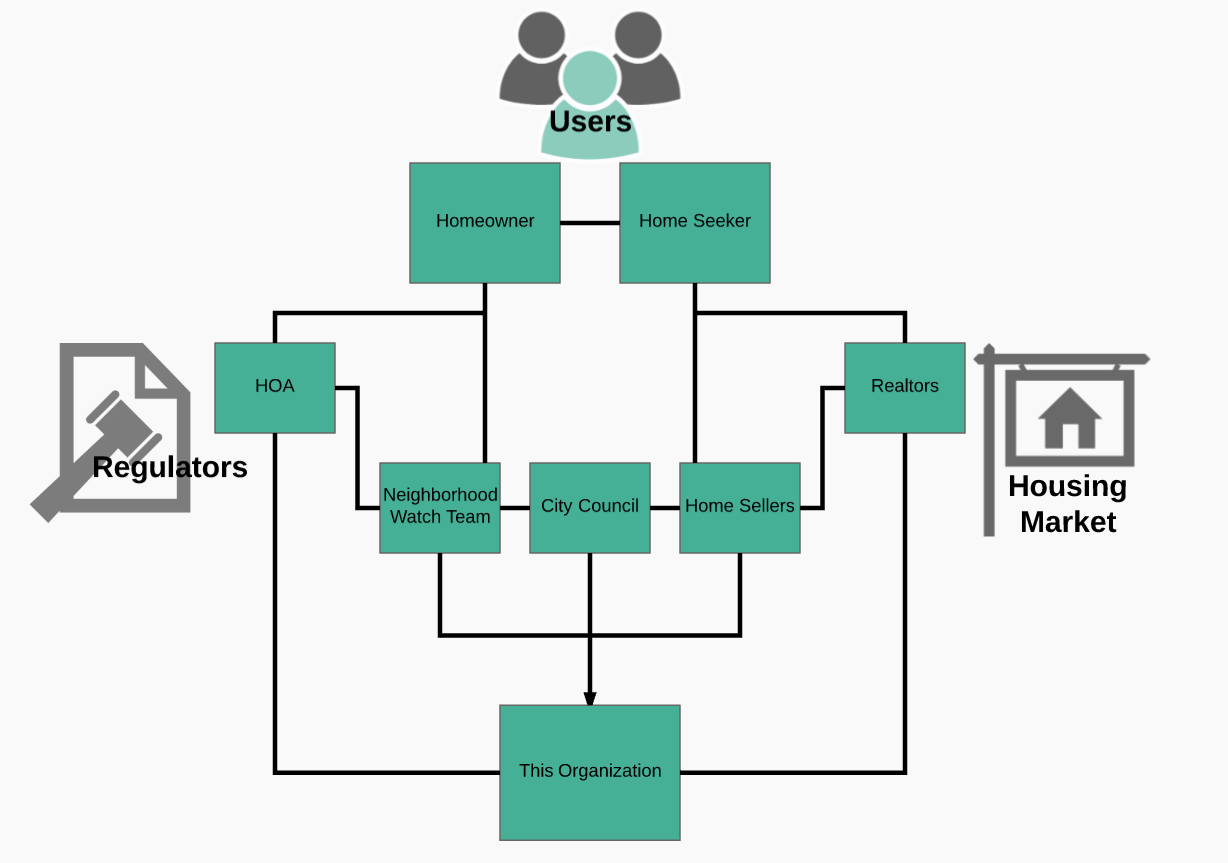 Users
Homeowner
Home Seeker
HOA
Realtors
Regulators
Housing
Market
Neighborhood
Watch Team
City Council
Home Sellers
This Organization